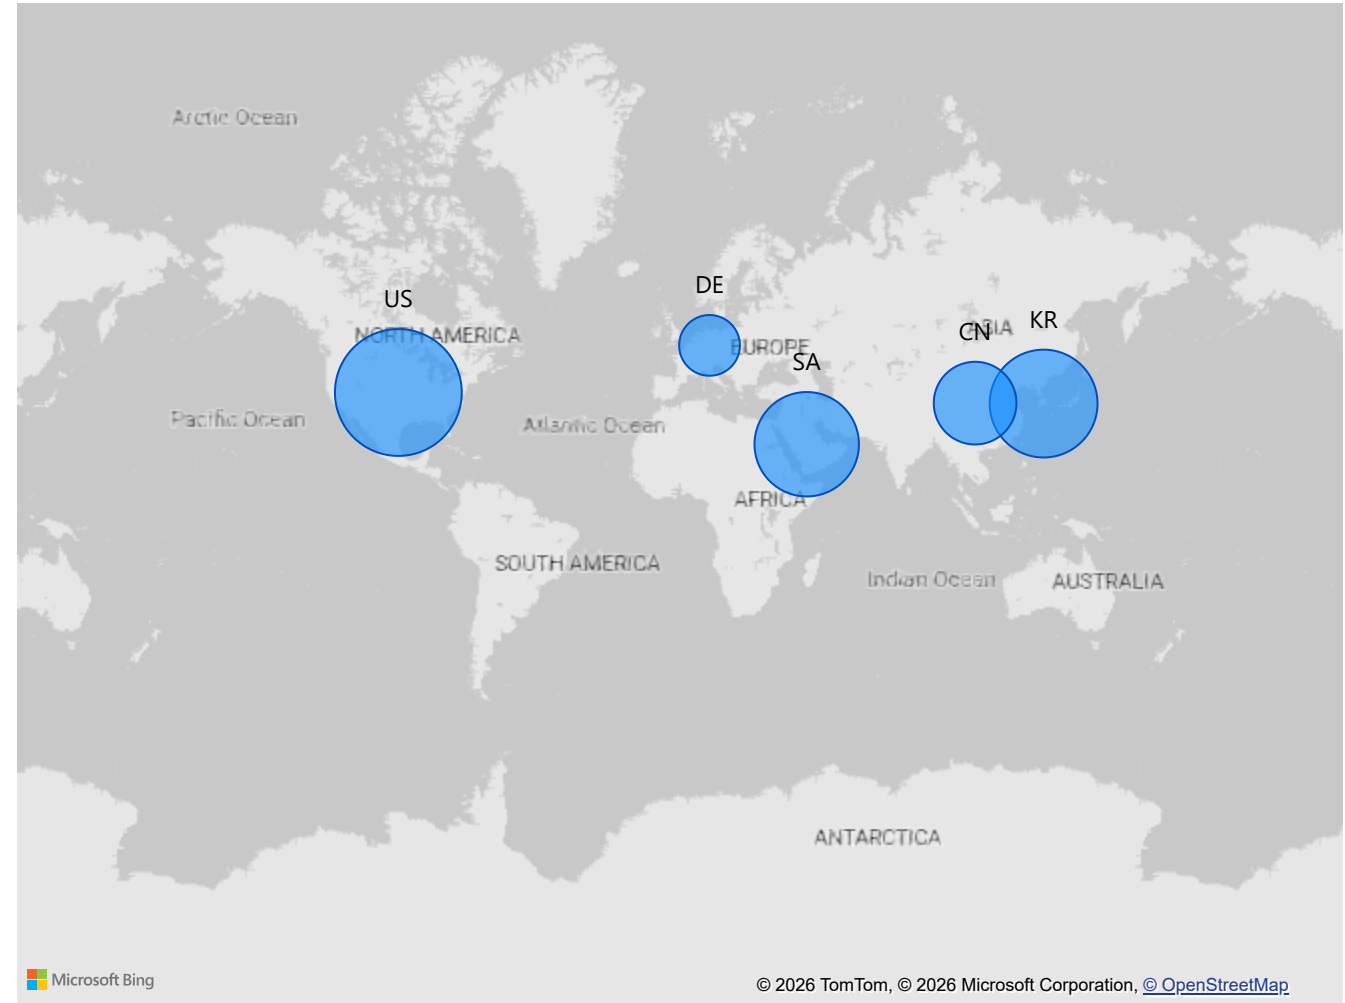 Arctic Ocean
DE
US
KR
ASIA
CN
NORTH AMERICA
EUROPE
SA
Pacific Ocean
Atlantic Ocean
AFRICA
SOUTH AMERICA
Indian Ocean
AUSTRALIA
ANTARCTICA
Microsoft Bing
© 2026 TomTom, © 2026 Microsoft Corporation, © OpenStreetMap